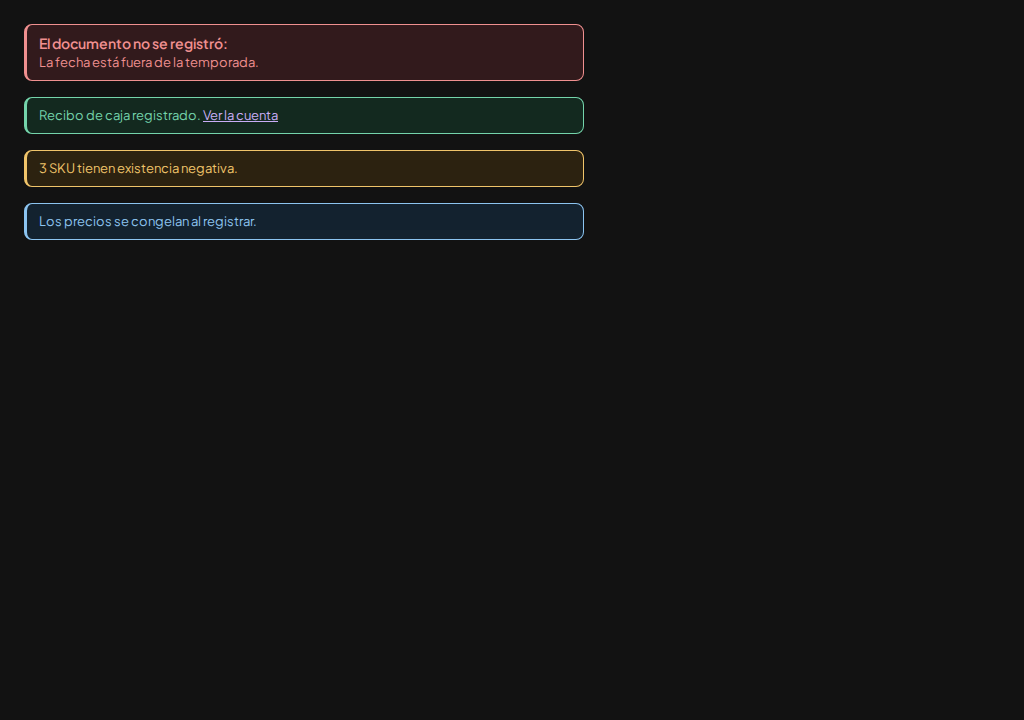 El documento no se registró:
La fecha está fuera de la temporada.
Recibo de caja registrado. Ver la cuenta
3 SKU tienen existencia negativa.
Los precios se congelan al registrar.